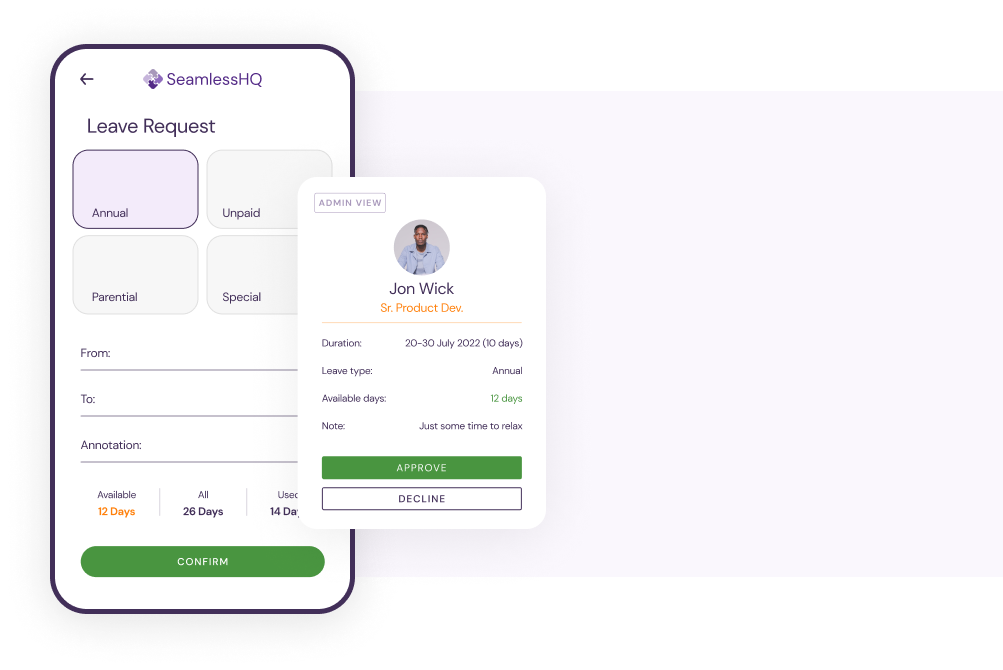 SeamlessHQ
Leave Request
Annual
Unpaid
Parential
Special
From:
To:
Annotation:
Available
12 Days
All
26 Days
Used
14 Day
CONFIRM
ADMIN VIEW
Jon Wick
Sr. Product Dev.
Duration: 20-30 July 2022 (10 days)
Leave type: Annual
Available days: 12 days
Note: Just some time to relax
APPROVE
DECLINE